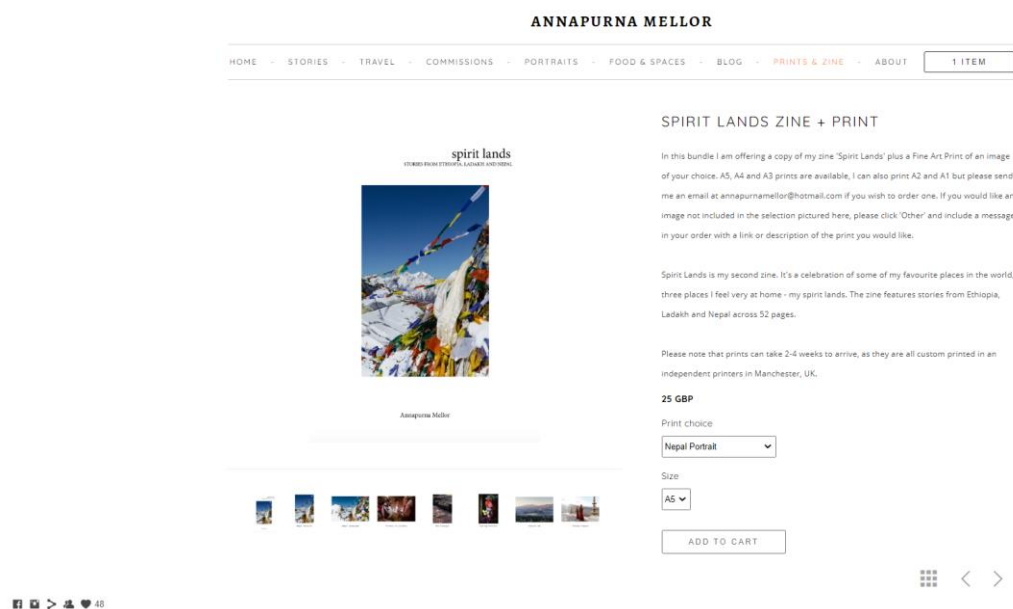 ANNAPURNA MELLOR
HOME - STORIES - TRAVEL - COMMISSIONS - PORTRAITS - FOOD & SPACES - BLOG - PRINTS & ZINE - ABOUT 1 ITEM
spirit lands
STORIES FROM ETHIOPIA, LADAKH AND NEPAL
Annapurna Mellor
SPIRIT LANDS ZINE + PRINT
In this bundle I am offering a copy of my zine 'Spirit Lands' plus a Fine Art Print of an image
of your choice. A5, A4 and A3 prints are available, I can also print A2 and A1 but please send
me an email at annapurnamellor@hotmail.com if you wish to order one. If you would like an
image not included in the selection pictured here, please click 'Other' and include a message
in your order with a link or description of the print you would like.
Spirit Lands is my second zine. It's a celebration of some of my favourite places in the world,
three places I feel very at home - my spirit lands. The zine features stories from Ethiopia,
Ladakh and Nepal across 52 pages.
Please note that prints can take 2-4 weeks to arrive, as they are all custom printed in an
independent printers in Manchester, UK.
25 GBP
Print choice
Nepal Portrait
Size
A5
ADD TO CART
48